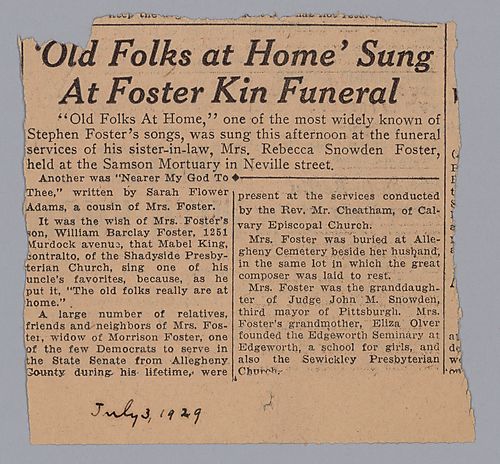 'Old Folks at Home' Sung
At Foster Kin Funeral
"Old Folks At Home," one of the most widely known of
Stephen Foster's songs, was sung this afternoon at the funeral
services of his sister-in-law, Mrs. Rebecca Snowden Foster,
held at the Samson Mortuary in Neville street.
Another was "Nearer My God To
Thee," written by Sarah Flower
Adams, a cousin of Mrs. Foster.
It was the wish of Mrs. Foster's
son, William Barclay Foster, 1251
Murdock avenue, that Mabel King,
contralto, of the Shadyside Presby-
terian Church, sing one of his
uncle's favorites, because, as he
put it, "The old folks really are at
home."
A large number of relatives,
friends and neighbors of Mrs. Fos-
ter, widow of Morrison Foster, one
of the few Democrats to serve in
the State Senate from Allegheny
County during his lifetime, were
present at the services conducted
by the Rev. Mr. Cheatham, of Cal-
vary Episcopal Church.
Mrs. Foster was buried at Alle-
gheny Cemetery beside her husband,
in the same lot in which the great
composer was laid to rest.
Mrs. Foster was the granddaugh-
ter of Judge John M. Snowden,
third mayor of Pittsburgh. Mrs.
Foster's grandmother, Eliza Olver
founded the Edgeworth Seminary at
Edgeworth, a school for girls, and
also the Sewickley Presbyterian
Church.
July 3, 1929